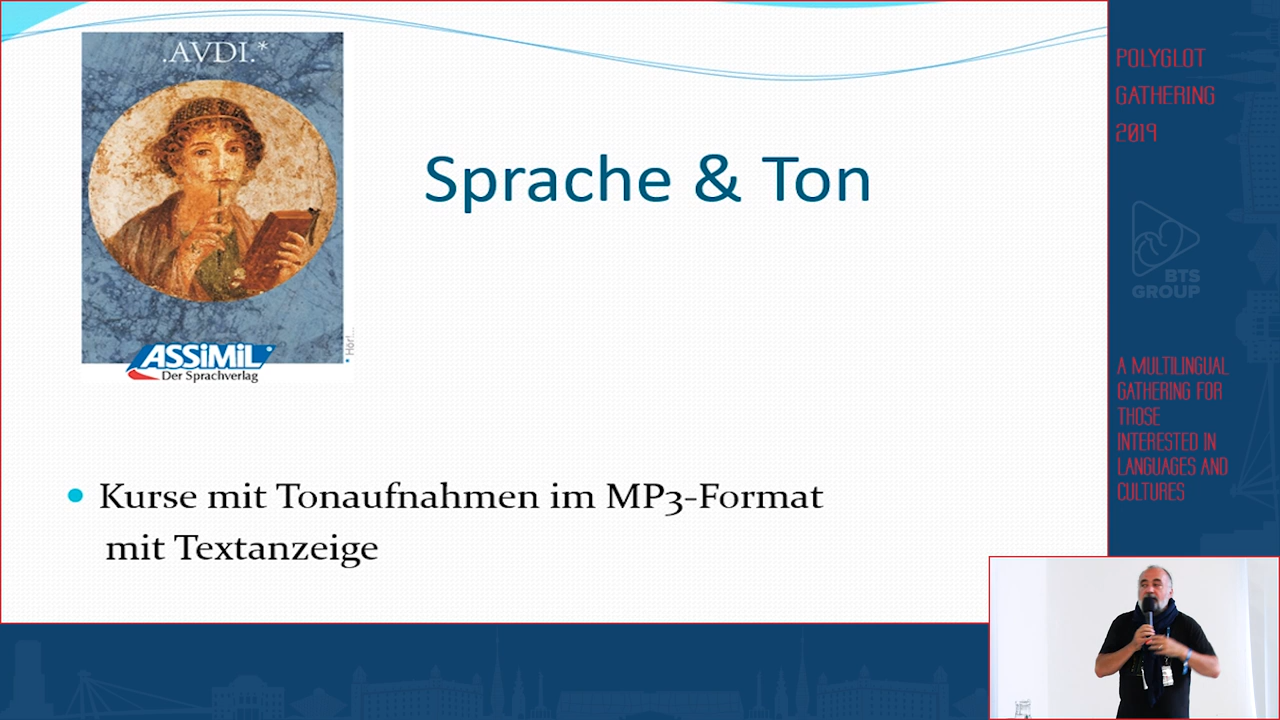 .AVDI.*
ASSiMiL
Der Sprachverlag
* Hör!...
Sprache & Ton
Kurse mit Tonaufnahmen im MP3-Format
mit Textanzeige
POLYGLOT
GATHERING
2019
BTS
GROUP
A MULTILINGUAL
GATHERING FOR
THOSE
INTERESTED IN
LANGUAGES AND
CULTURES